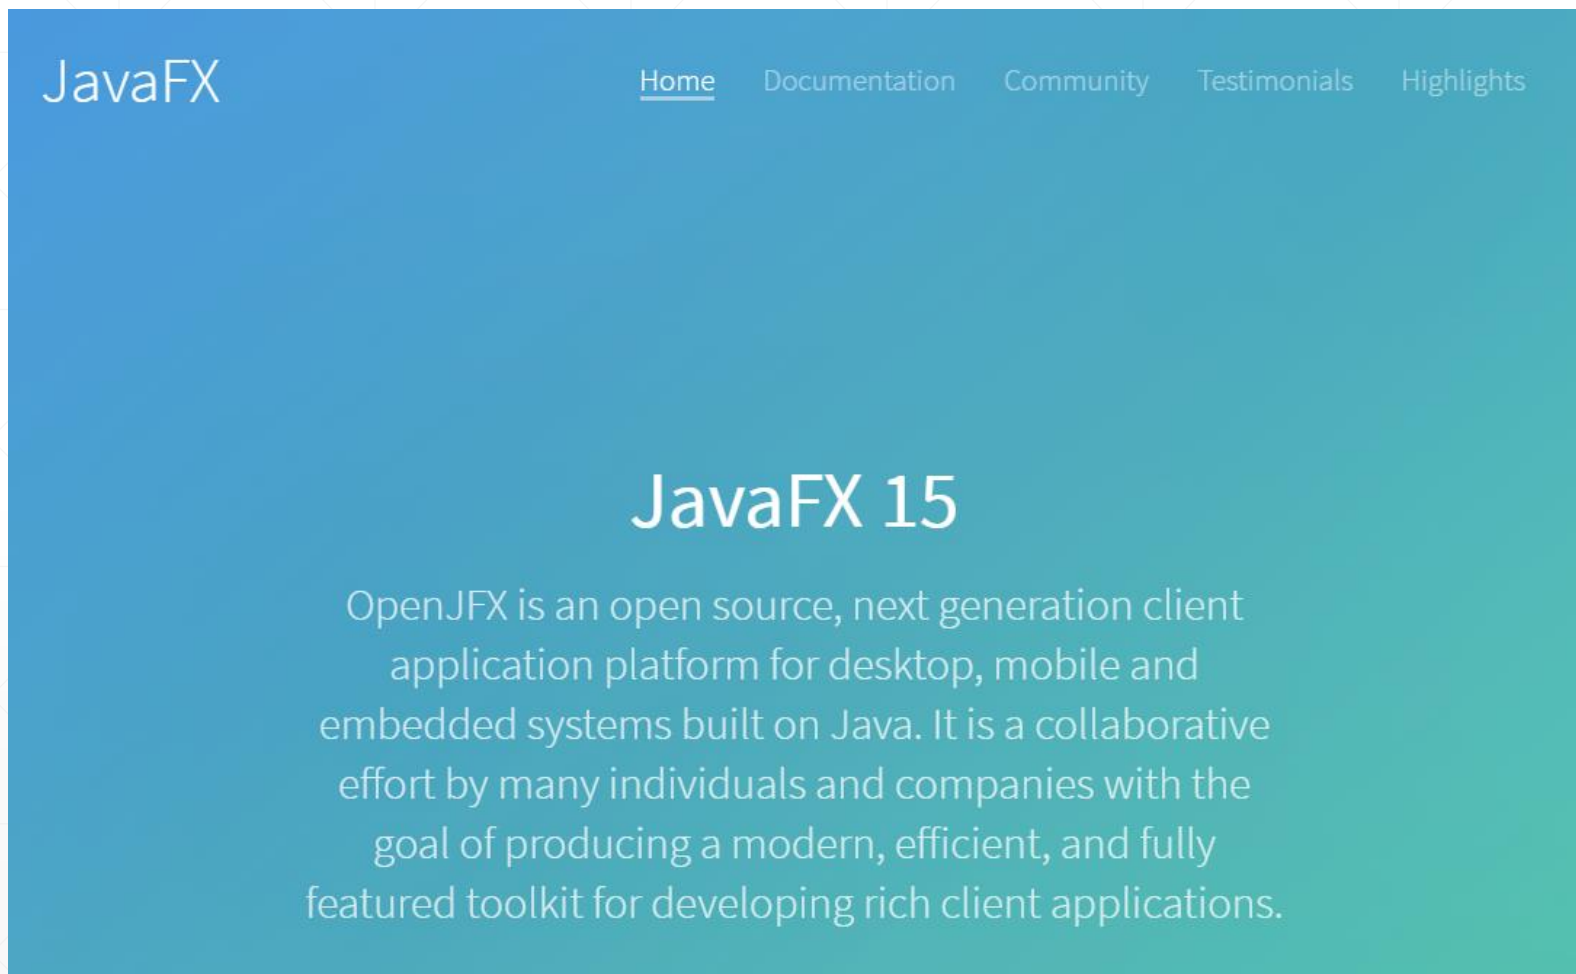 JavaFX
Home Documentation Community Testimonials Highlights
JavaFX 15
OpenJFX is an open source, next generation client
application platform for desktop, mobile and
embedded systems built on Java. It is a collaborative
effort by many individuals and companies with the
goal of producing a modern, efficient, and fully
featured toolkit for developing rich client applications.